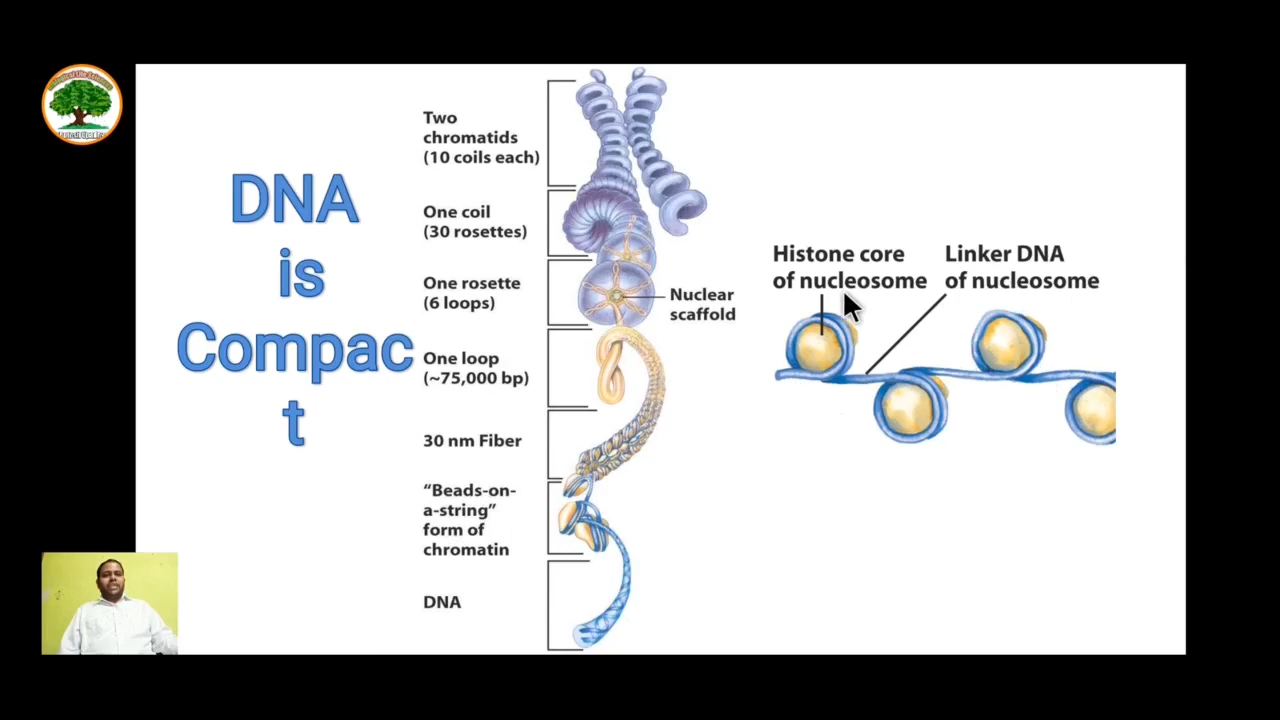 DNA
is
Compac
t
Two
chromatids
(10 coils each)
One coil
(30 rosettes)
One rosette
(6 loops)
Nuclear
scaffold
One loop
(~75,000 bp)
30 nm Fiber
“Beads-on-
a-string”
form of
chromatin
DNA
Histone core
of nucleosome
Linker DNA
of nucleosome